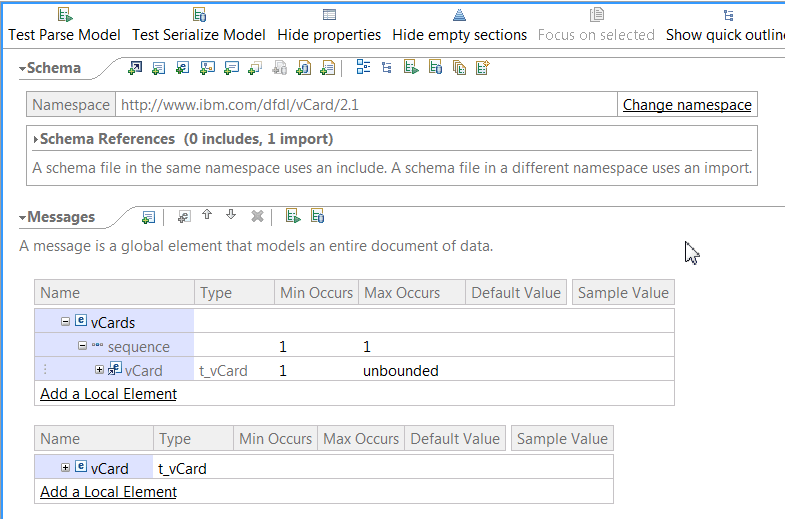 Test Parse Model Test Serialize Model Hide properties Hide empty sections Focus on selected Show quick outline
Schema
Namespace http://www.ibm.com/dfdl/vCard/2.1 Change namespace
Schema References (0 includes, 1 import)
A schema file in the same namespace uses an include. A schema file in a different namespace uses an import.
Messages
A message is a global element that models an entire document of data.
Name Type Min Occurs Max Occurs Default Value Sample Value
e vCards
sequence 1 1
e vCard t_vCard 1 unbounded
Add a Local Element
Name Type Min Occurs Max Occurs Default Value Sample Value
e vCard t_vCard
Add a Local Element